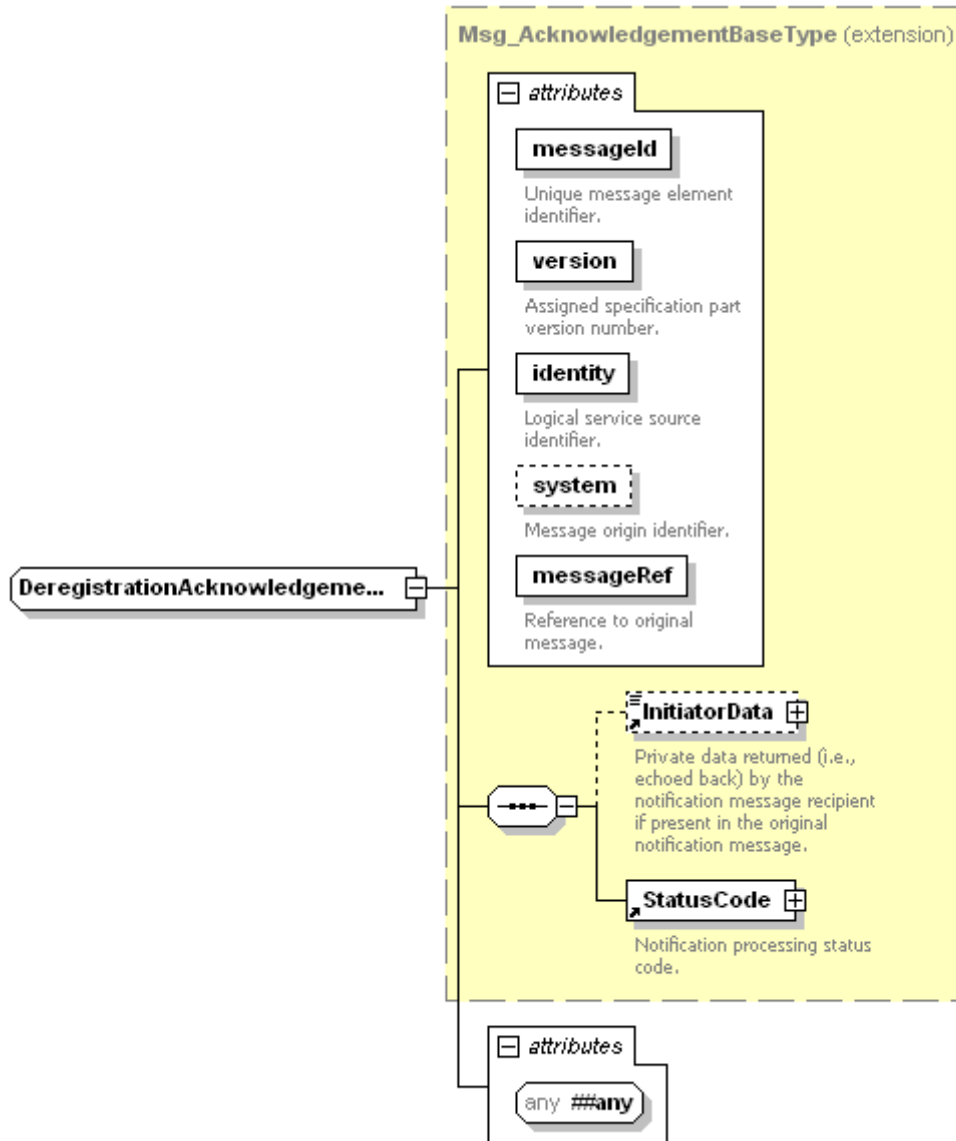 Msg_AcknowledgementBaseType (extension)
attributes
messageId
Unique message element
identifier.
version
Assigned specification part
version number.
identity
Logical service source
identifier.
system
Message origin identifier.
messageRef
Reference to original
message.
DeregistrationAcknowledgeme...
InitiatorData
Private data returned (i.e.,
echoed back) by the
notification message recipient
if present in the original
notification message.
StatusCode
Notification processing status
code.
attributes
any ##any